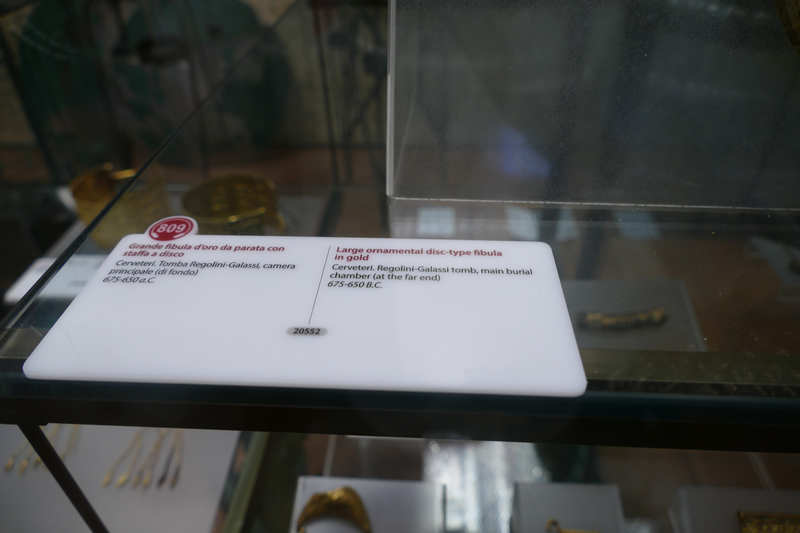 809
Grande fibula d'oro da parata con
staffa a disco
Cerveteri. Tomba Regolini-Galassi, camera
principale (di fondo)
675-650 a.C.
Large ornamental disc-type fibula
in gold
Cerveteri. Regolini-Galassi tomb, main burial
chamber (at the far end)
675-650 B.C.
20552